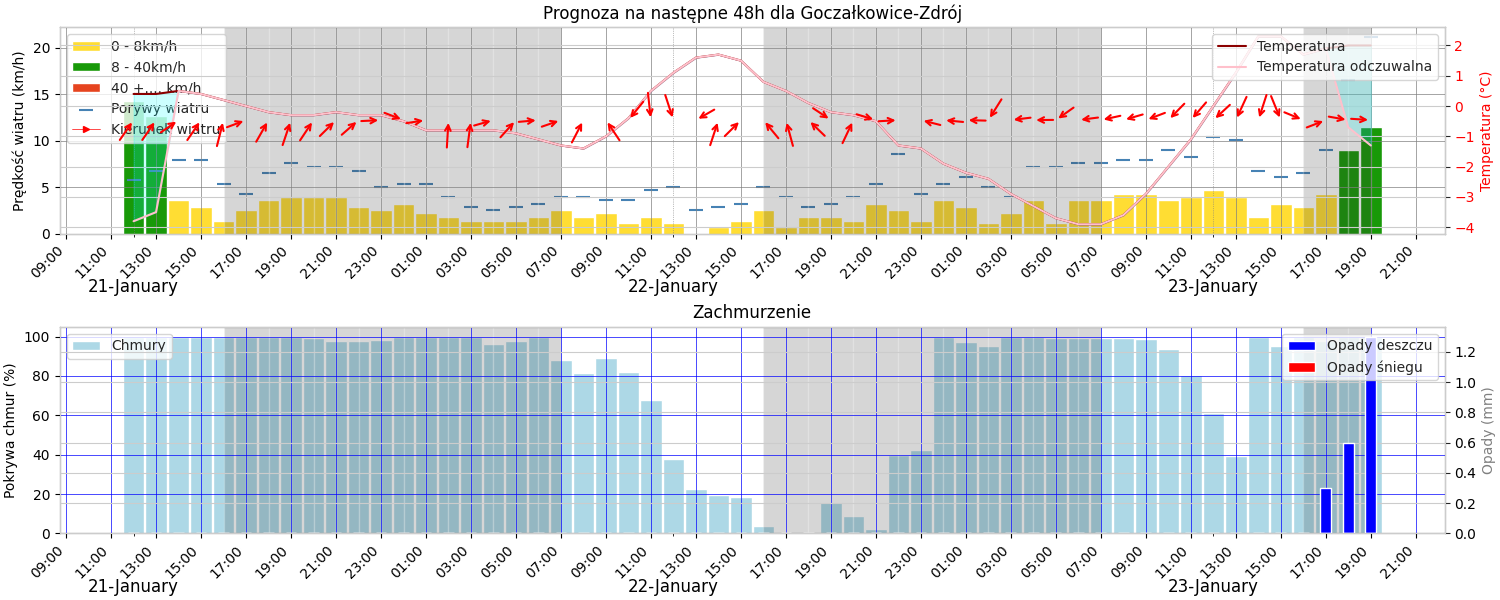 Prognoza na następne 48h dla Goczałkowice-Zdrój
Prędkość wiatru (km/h)
20
15
10
5
0
0 - 8km/h
8 - 40km/h
40 +... km/h
Porywy wiatru
Kierunek wiatru
Temperatura
Temperatura odczuwalna
2
1
0
−1
−2
−3
−4
Temperatura (°C)
09:00 11:00 13:00 15:00 17:00 19:00 21:00 23:00 01:00 03:00 05:00 07:00 09:00 11:00 13:00 15:00 17:00 19:00 21:00 23:00 01:00 03:00 05:00 07:00 09:00 11:00 13:00 15:00 17:00 19:00 21:00
21-January 22-January 23-January
Zachmurzenie
Pokrywa chmur (%)
100
80
60
40
20
0
Chmury
Opady deszczu
Opady śniegu
1.2
1.0
0.8
0.6
0.4
0.2
0.0
Opady (mm)
09:00 11:00 13:00 15:00 17:00 19:00 21:00 23:00 01:00 03:00 05:00 07:00 09:00 11:00 13:00 15:00 17:00 19:00 21:00 23:00 01:00 03:00 05:00 07:00 09:00 11:00 13:00 15:00 17:00 19:00 21:00
21-January 22-January 23-January